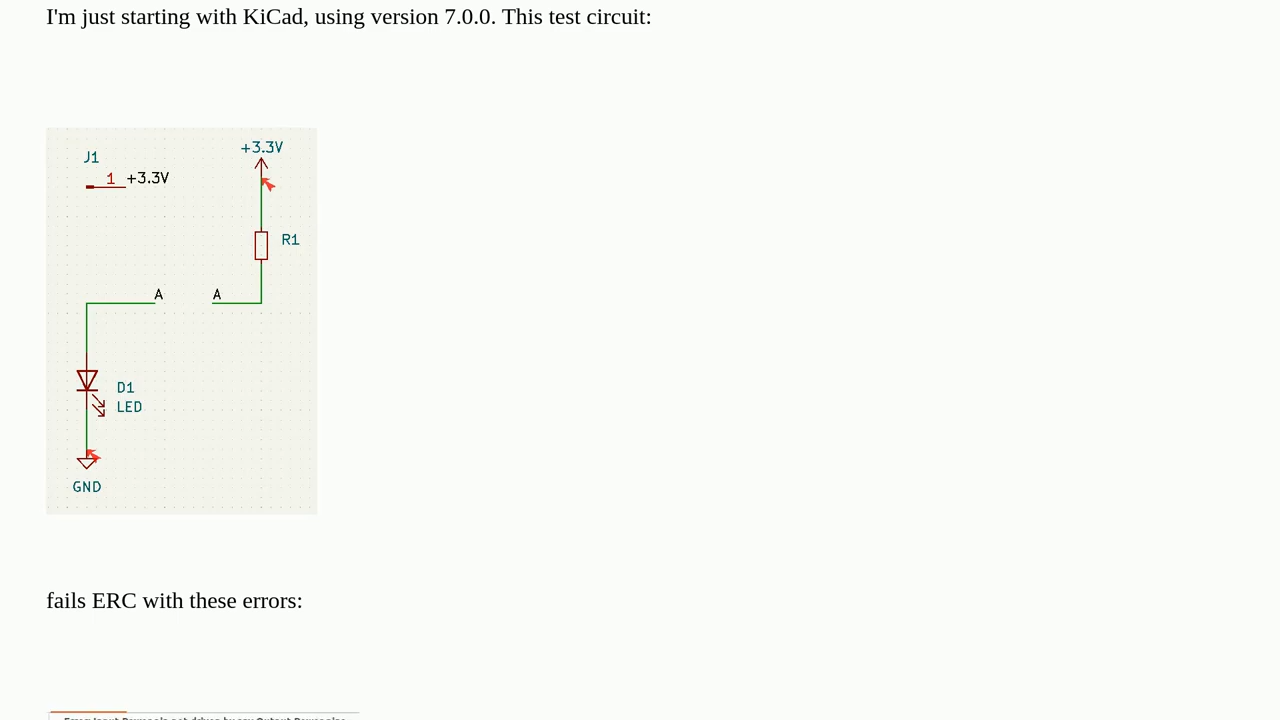 I'm just starting with KiCad, using version 7.0.0. This test circuit:
+3.3V
J1
1 +3.3V
R1
A A
D1
LED
GND
fails ERC with these errors: